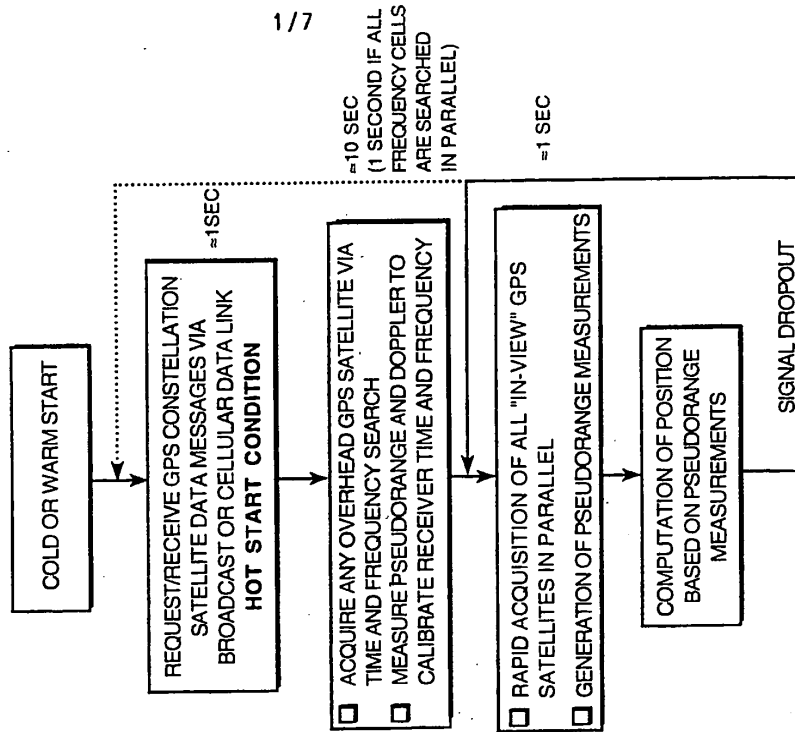 1/7
COLD OR WARM START
REQUEST/RECEIVE GPS CONSTELLATION
SATELLITE DATA MESSAGES VIA
BROADCAST OR CELLULAR DATA LINK
HOT START CONDITION
≈1SEC
ACQUIRE ANY OVERHEAD GPS SATELLITE VIA
TIME AND FREQUENCY SEARCH
MEASURE PSEUDORANGE AND DOPPLER TO
CALIBRATE RECEIVER TIME AND FREQUENCY
≈10 SEC
(1 SECOND IF ALL
FREQUENCY CELLS
ARE SEARCHED
IN PARALLEL)
RAPID ACQUISITION OF ALL "IN-VIEW" GPS
SATELLITES IN PARALLEL
GENERATION OF PSEUDORANGE MEASUREMENTS
≈1 SEC
COMPUTATION OF POSITION
BASED ON PSEUDORANGE
MEASUREMENTS
SIGNAL DROPOUT